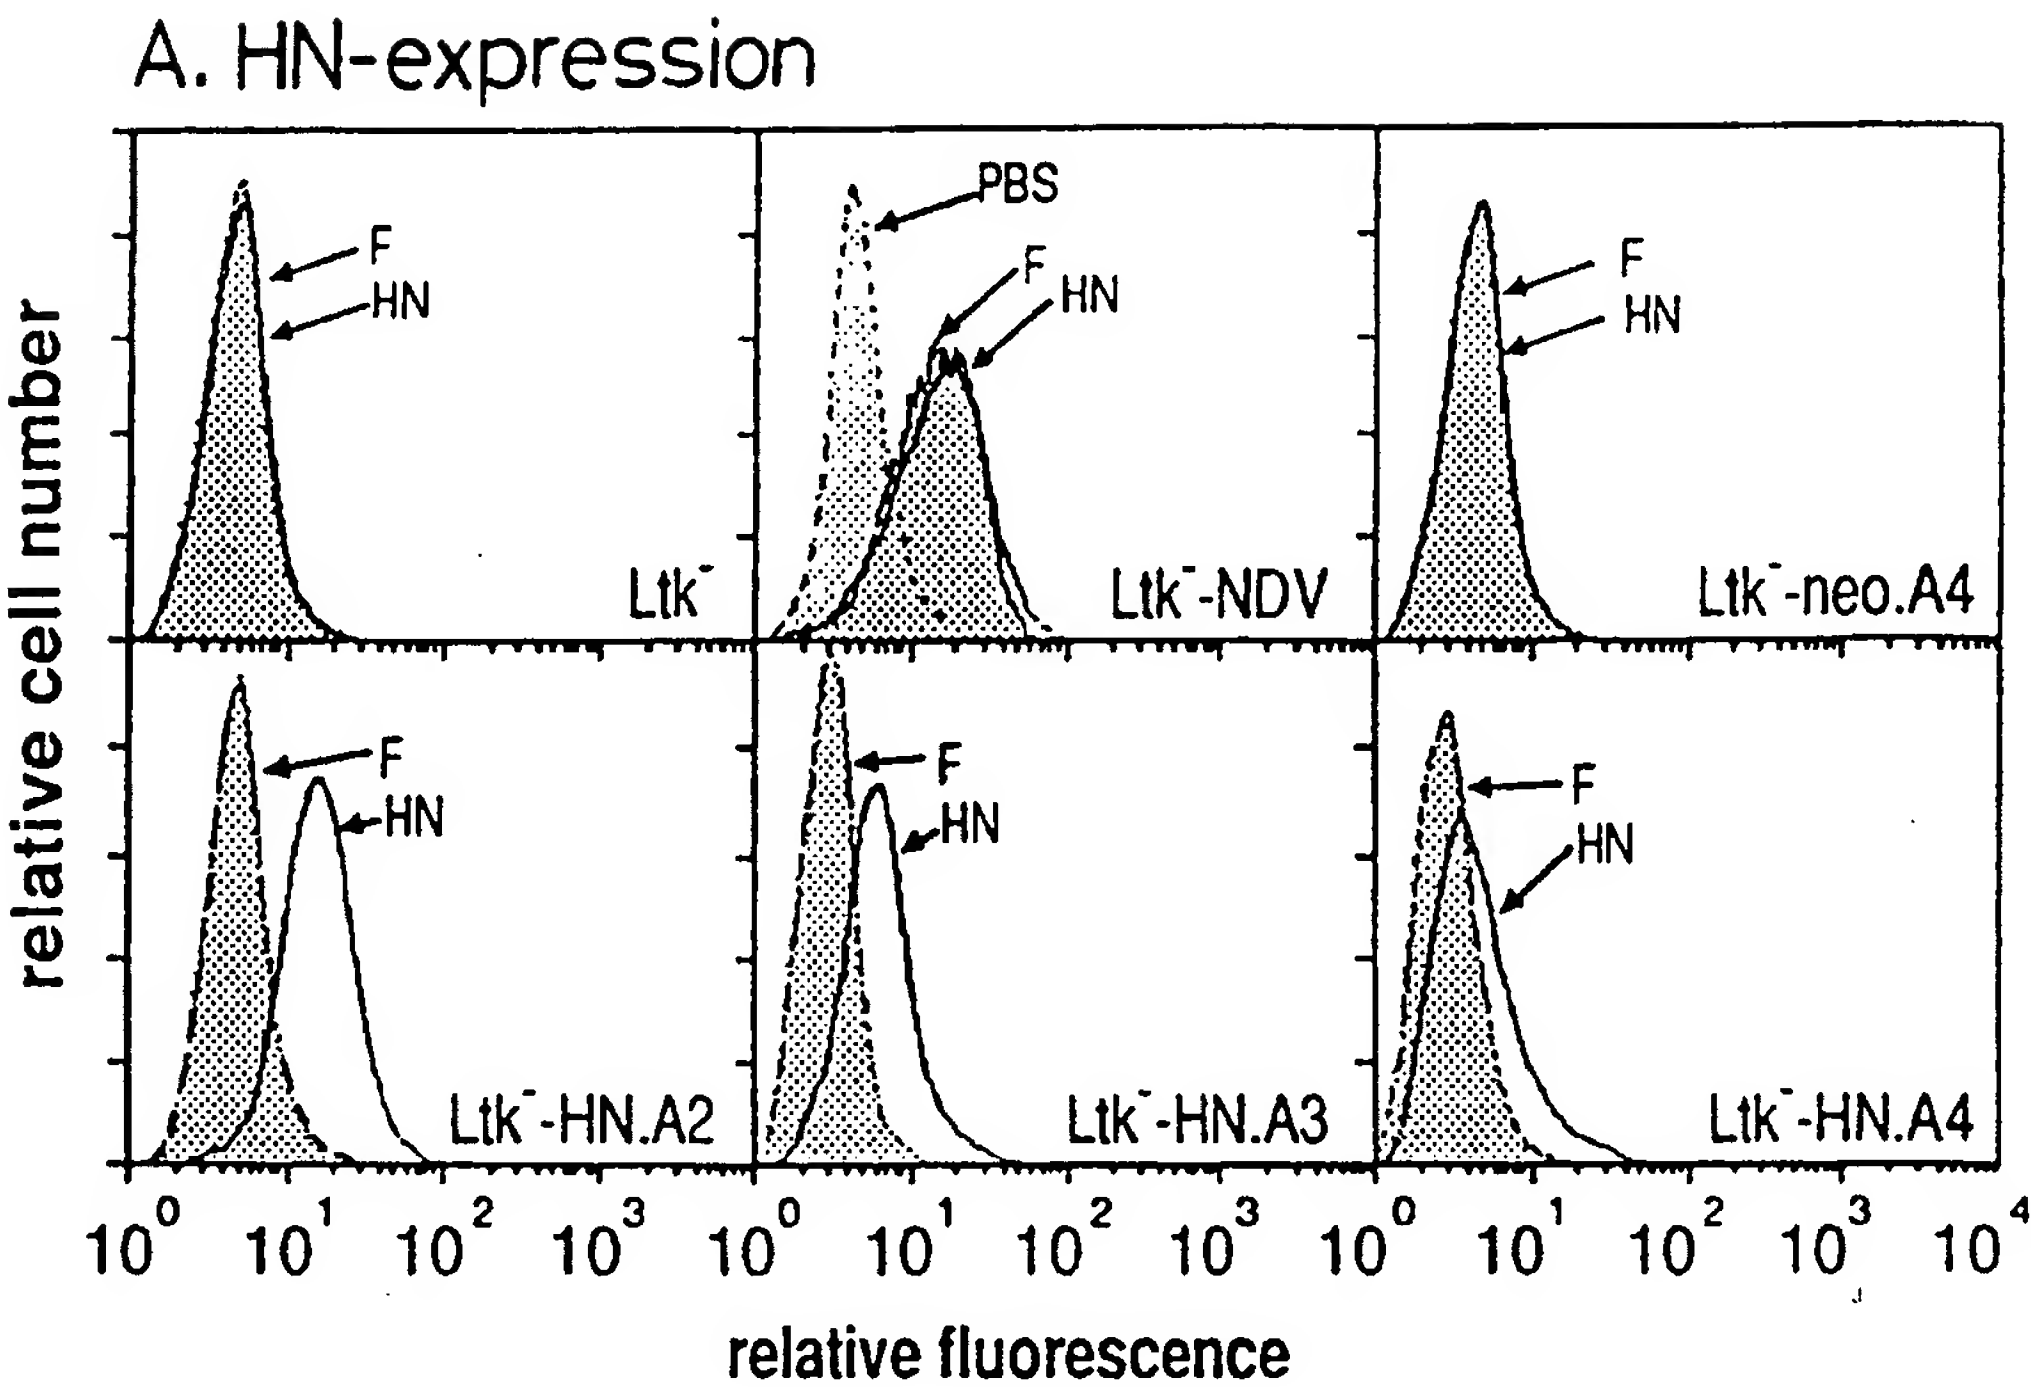 A. HN-expression
relative cell number
F
HN
Ltk⁻
PBS
F
HN
Ltk⁻-NDV
F
HN
Ltk⁻-neo.A4
F
HN
Ltk⁻-HN.A2
F
HN
Ltk⁻-HN.A3
F
HN
Ltk⁻-HN.A4
10⁰ 10¹ 10² 10³ 10⁰ 10¹ 10² 10³ 10⁰ 10¹ 10² 10³ 10⁴
relative fluorescence